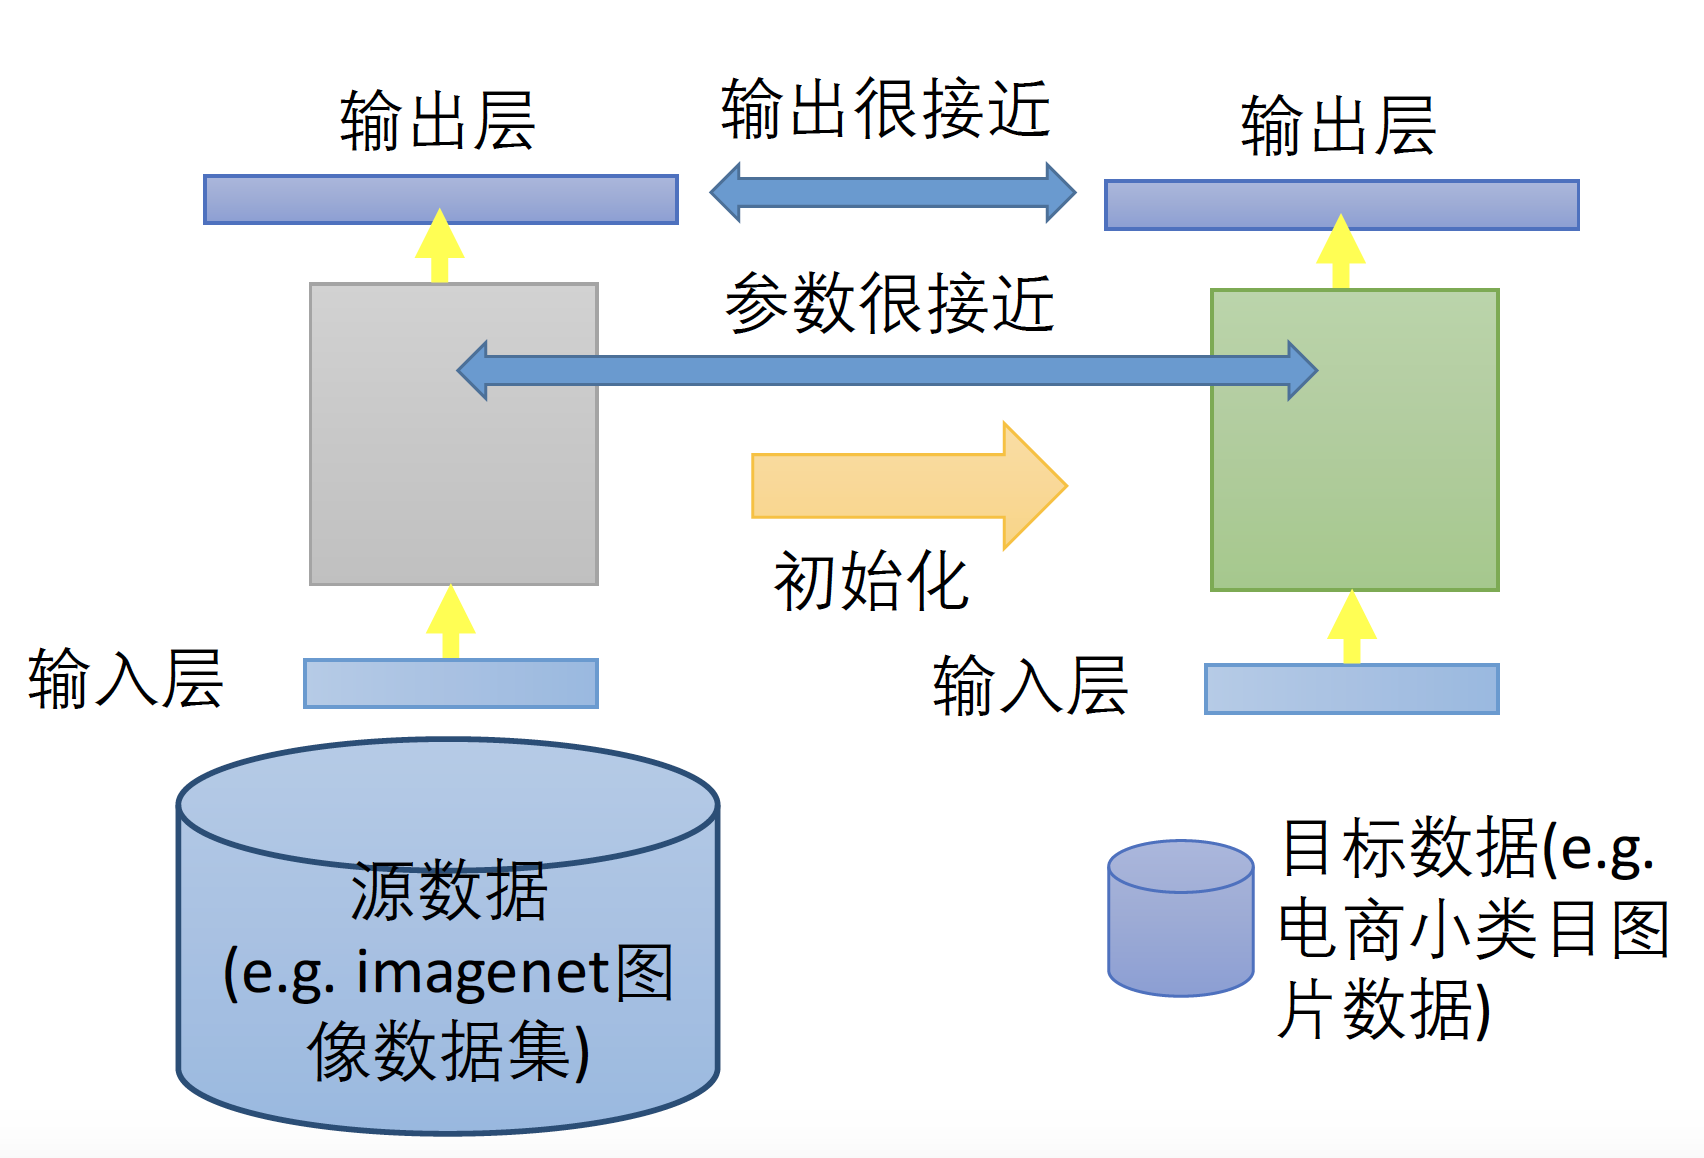 输出层
输出很接近
输出层
参数很接近
初始化
输入层
输入层
源数据
(e.g. imagenet图
像数据集)
目标数据(e.g.
电商小类目图
片数据)